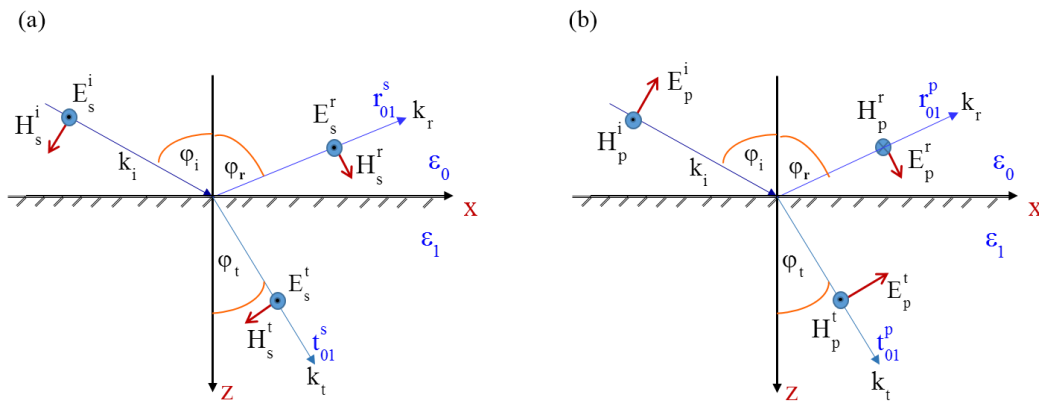 (a)
E_s^i
H_s^i
k_i
φ_i
φ_r
E_s^r
H_s^r
r_01^s
k_r
ε_0
X
ε_1
φ_t
E_s^t
H_s^t
t_01^s
k_t
Z
(b)
E_p^i
H_p^i
k_i
φ_i
φ_r
H_p^r
E_p^r
r_01^p
k_r
ε_0
X
ε_1
φ_t
E_p^t
H_p^t
t_01^p
k_t
Z